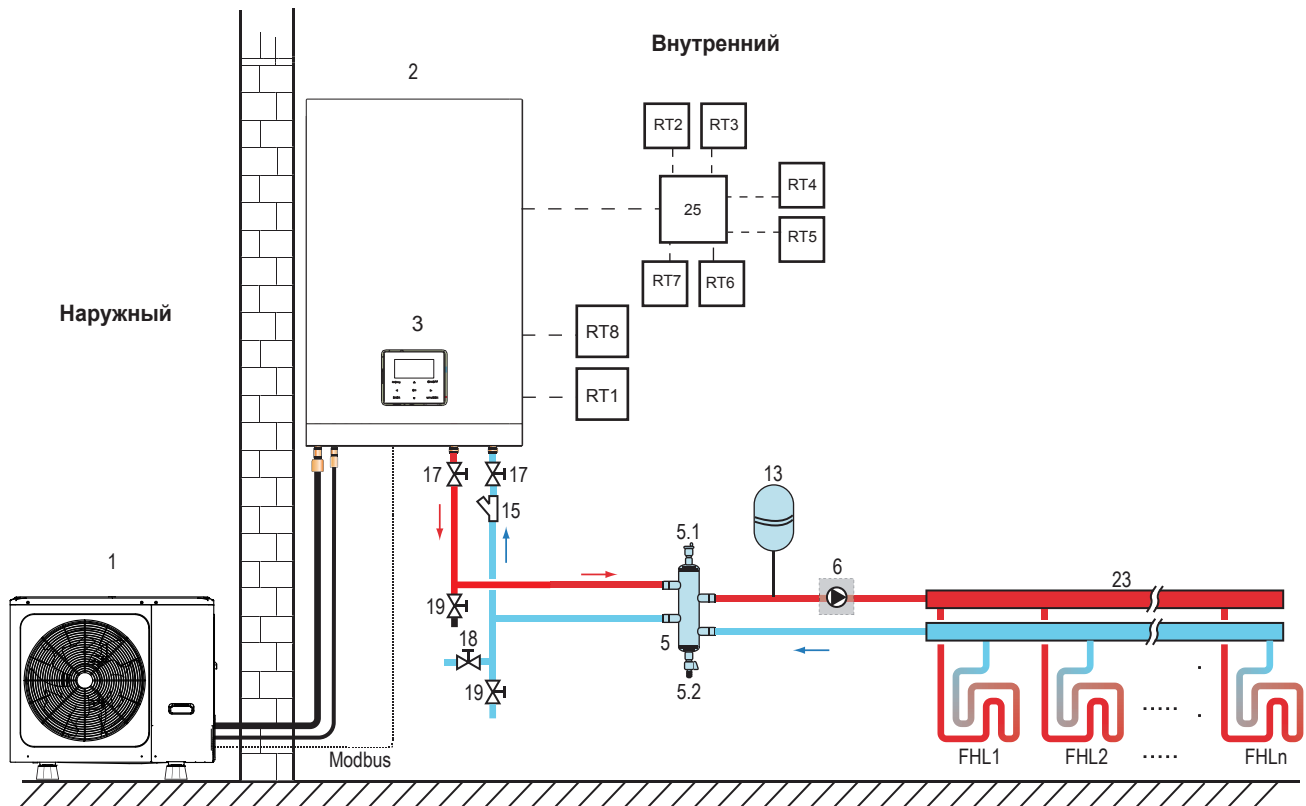 Внутренний
2
RT2
RT3
RT4
25
RT5
RT7
RT6
Наружный
3
RT8
RT1
17
17
13
15
5.1
1
6
23
19
18
5
19
5.2
Modbus
FHL1
FHL2
.....
FHLn